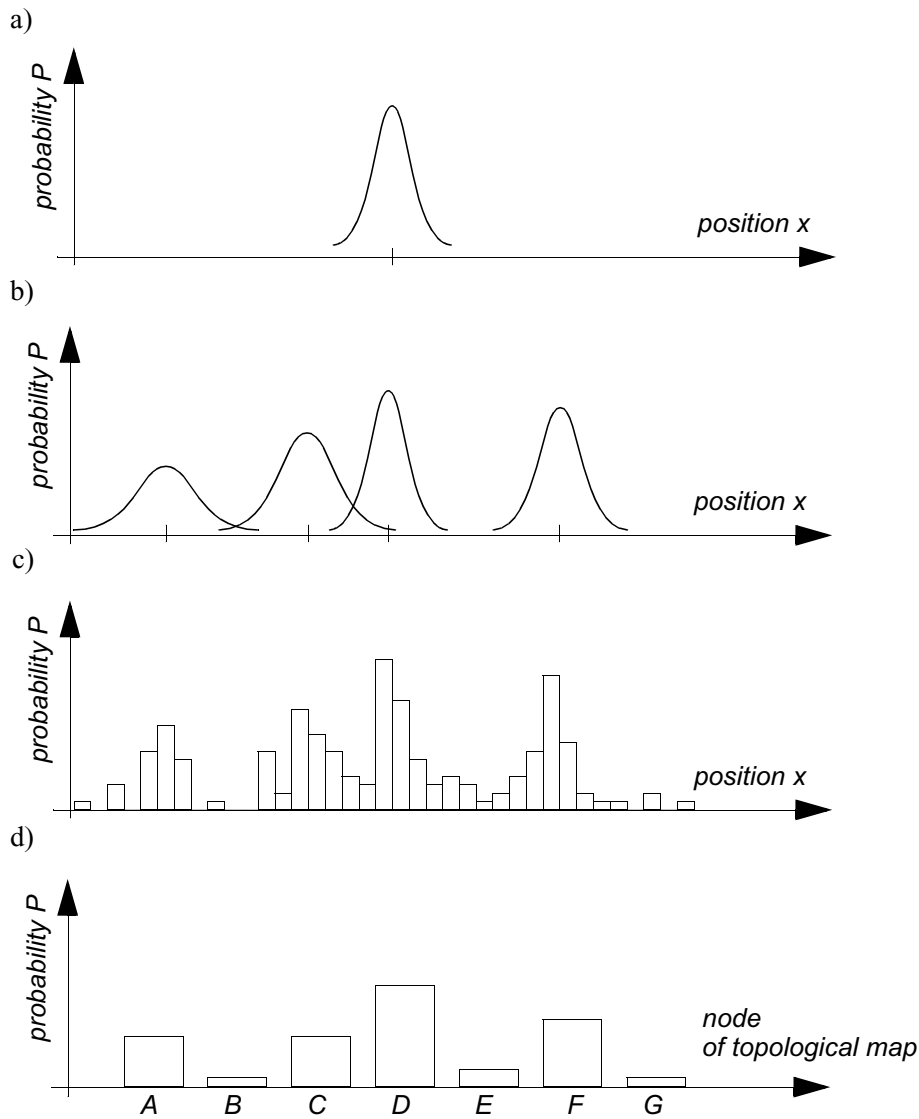 a)
probability P
position x
b)
probability P
position x
c)
probability P
position x
d)
probability P
node
of topological map
A B C D E F G